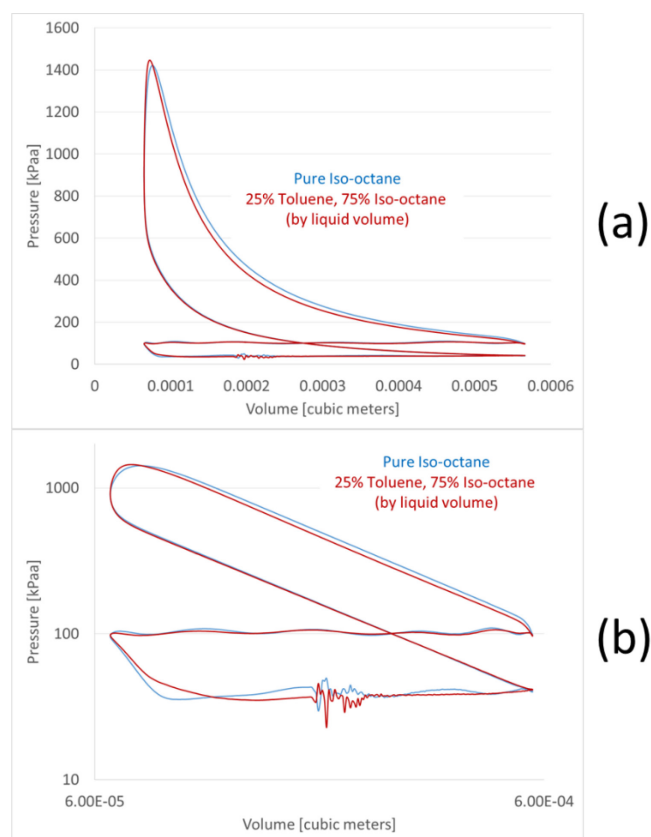 1600
1400
1200
1000
800
600
400
200
0
Pressure [kPaa]
Pure Iso-octane
25% Toluene, 75% Iso-octane
(by liquid volume)
0 0.0001 0.0002 0.0003 0.0004 0.0005 0.0006
Volume [cubic meters]
(a)
1000
100
10
Pressure [kPaa]
Pure Iso-octane
25% Toluene, 75% Iso-octane
(by liquid volume)
6.00E-05 6.00E-04
Volume [cubic meters]
(b)